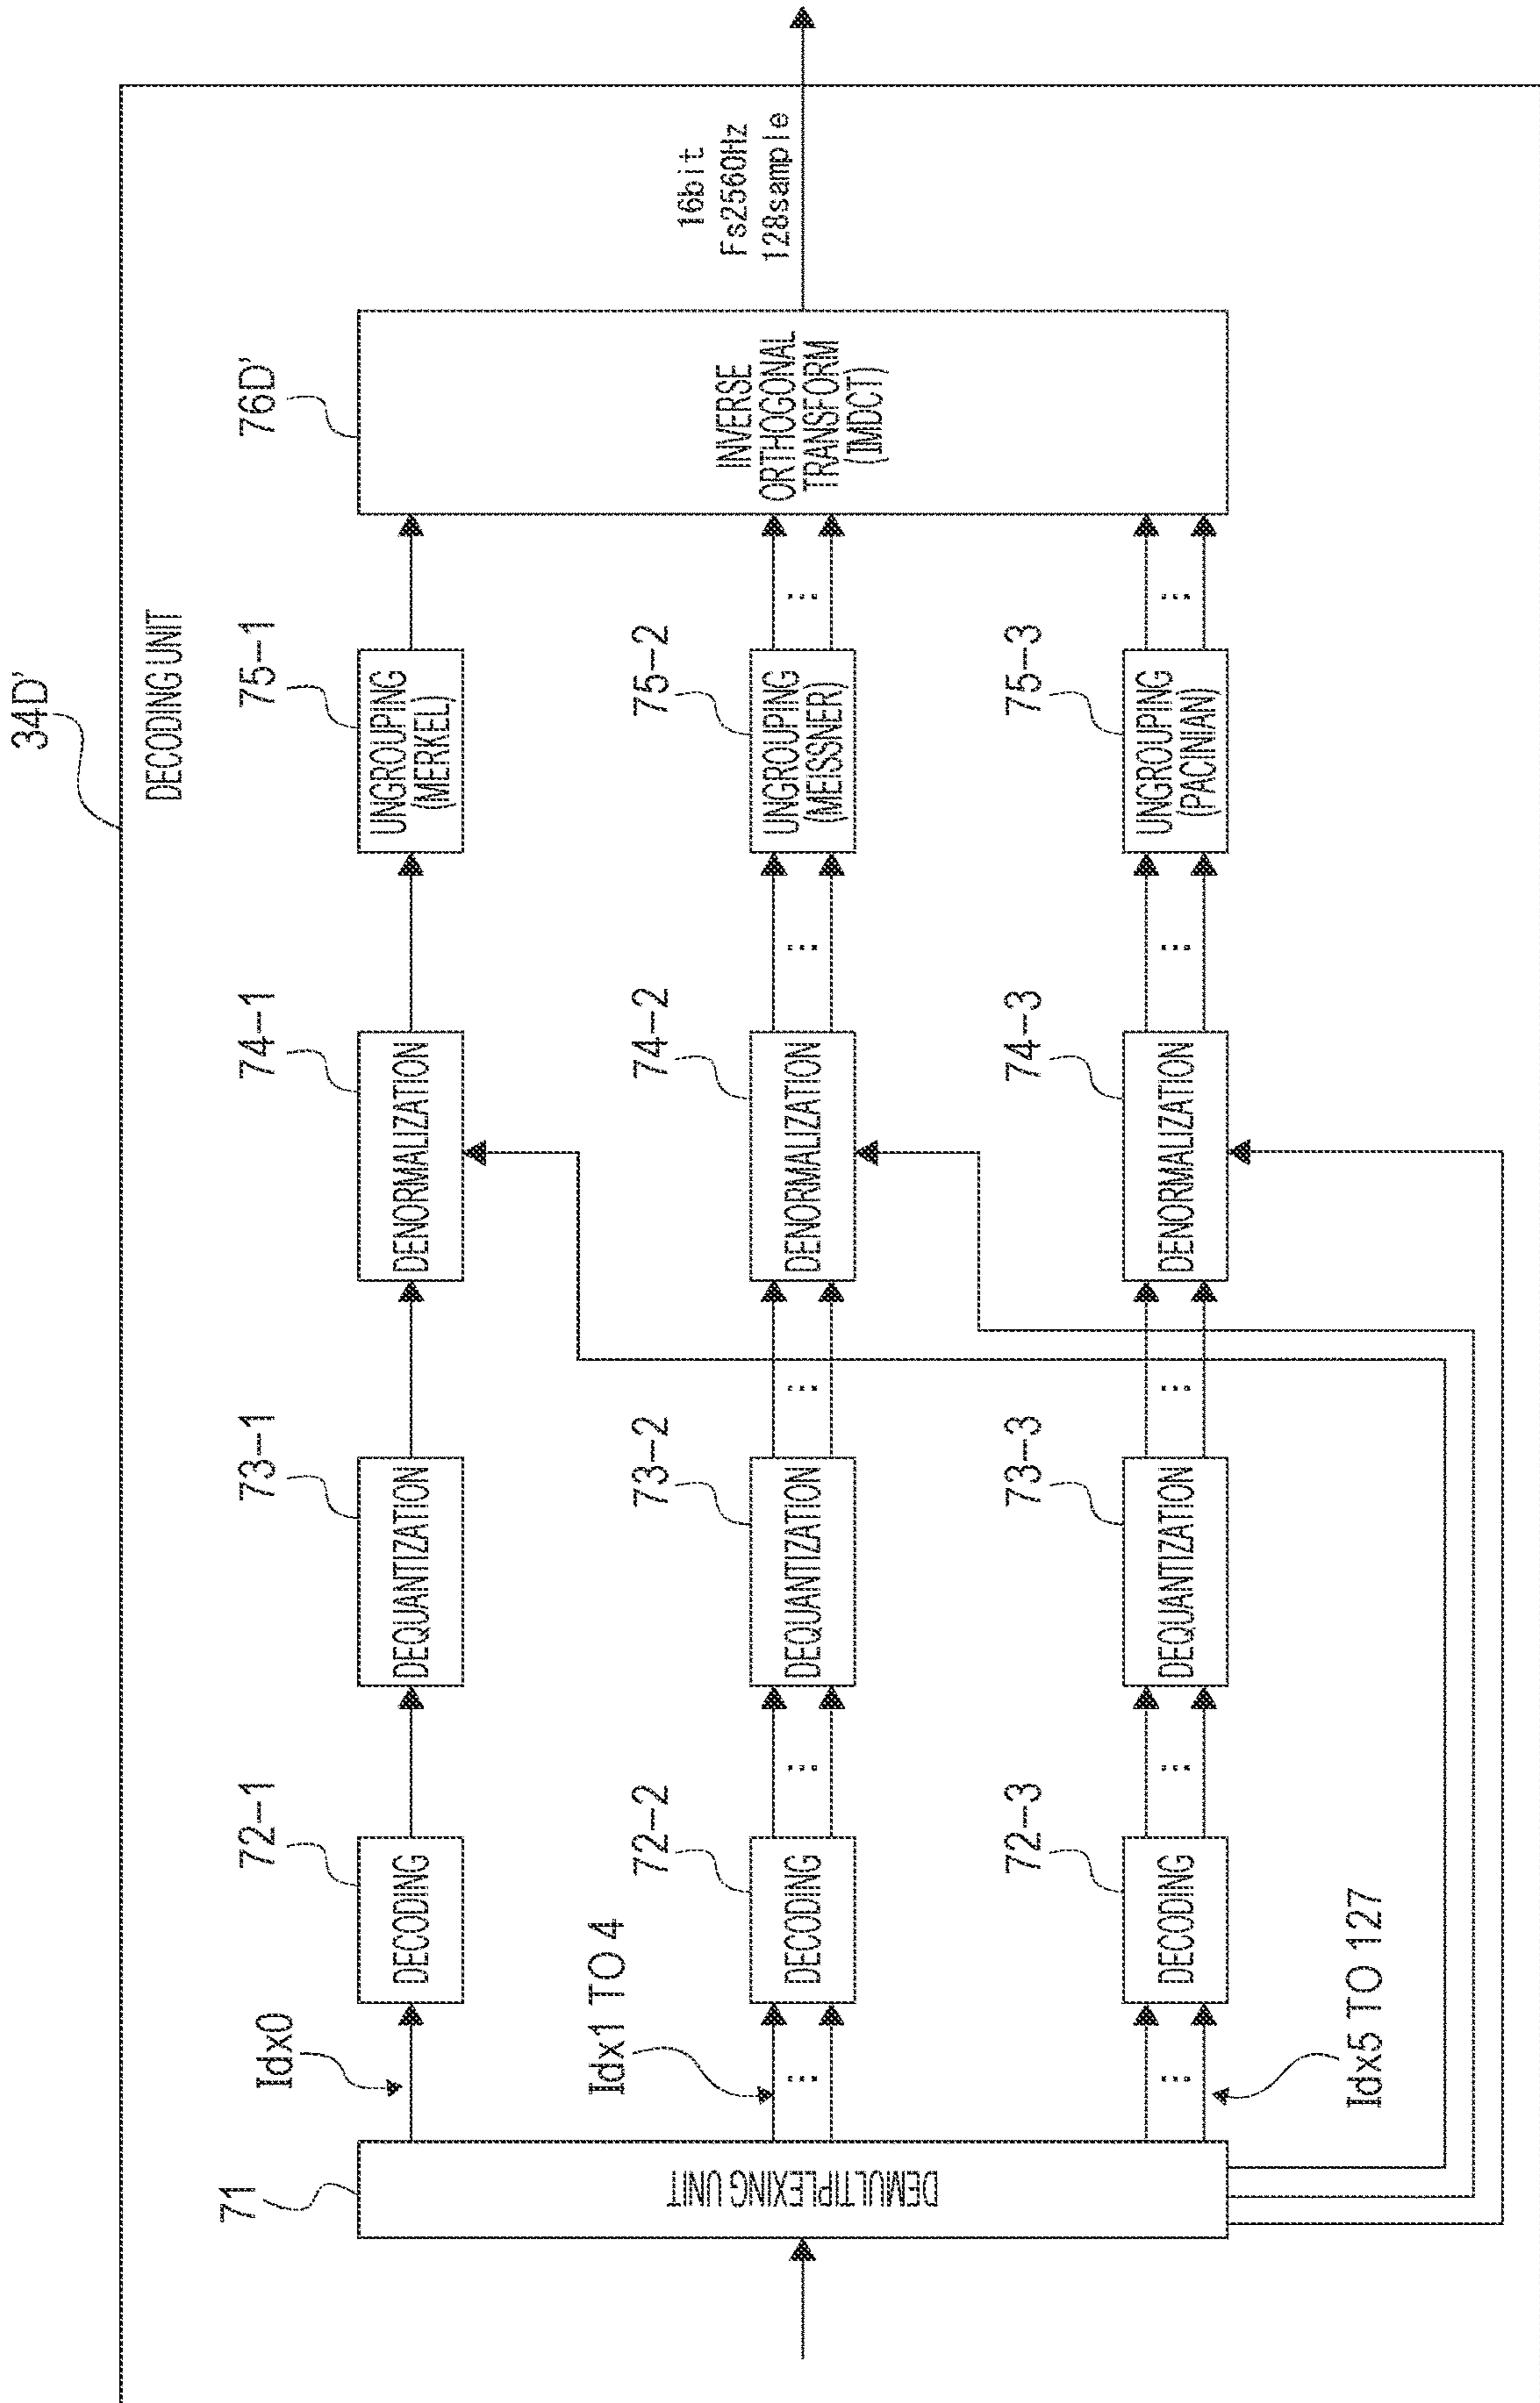 34D'
DECODING UNIT
71
DEMULTIPLEXING UNIT
Idx0
72-1
DECODING
73-1
DEQUANTIZATION
74-1
DENORMALIZATION
75-1
UNGROUPING
(MERKEL)
Idx1 TO 4
72-2
DECODING
73-2
DEQUANTIZATION
74-2
DENORMALIZATION
75-2
UNGROUPING
(MEISSNER)
Idx5 TO 127
72-3
DECODING
73-3
DEQUANTIZATION
74-3
DENORMALIZATION
75-3
UNGROUPING
(PACINIAN)
76D'
INVERSE
ORTHOGONAL
TRANSFORM
(IMDCT)
16bit
Fs2560Hz
128sample